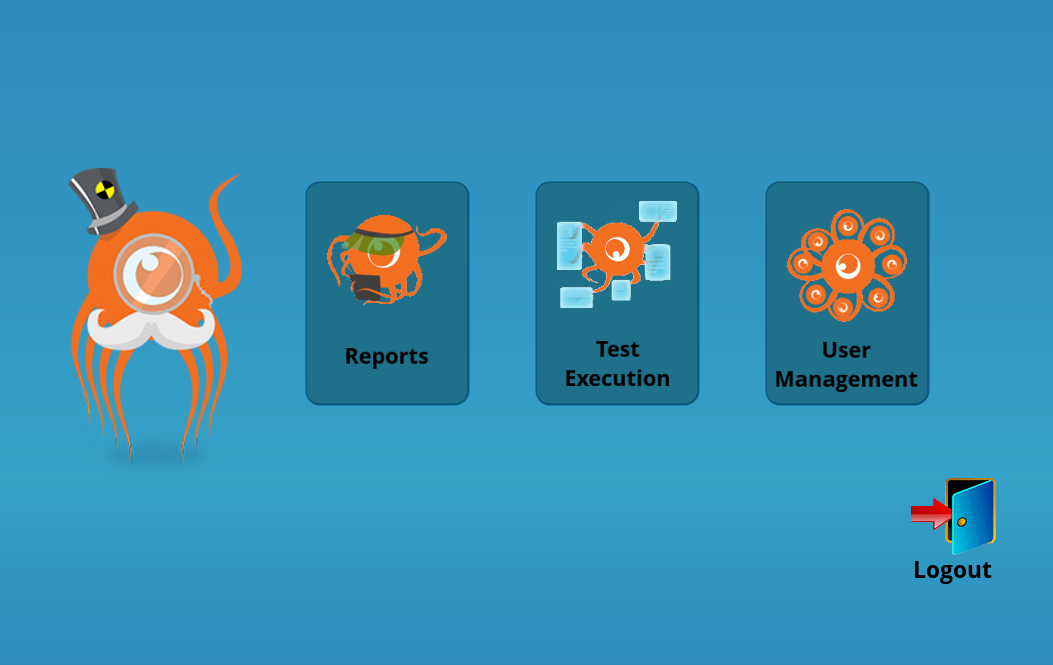 Reports
Test
Execution
User
Management
Logout